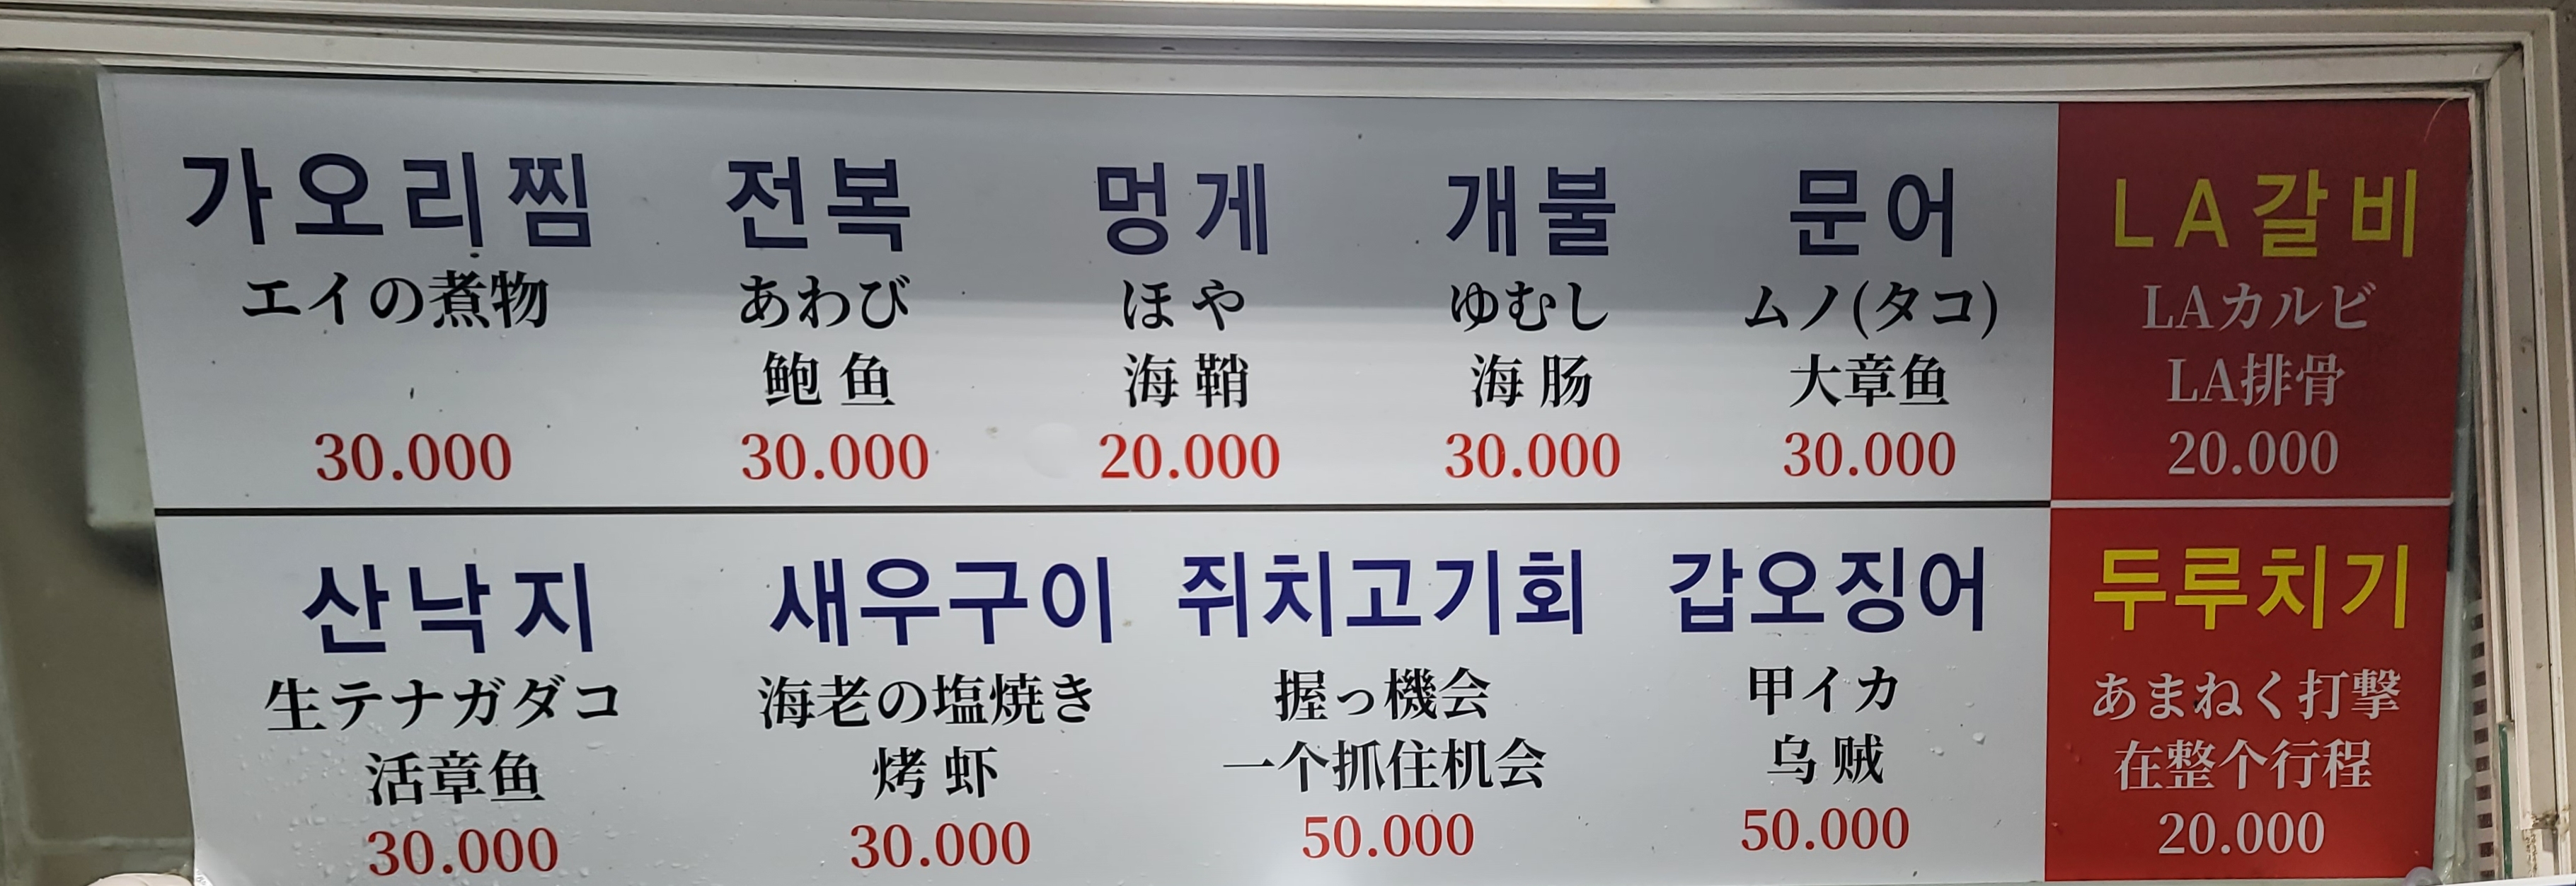 가오리찜 전복 멍게 개불 문어 LA갈비
エイの煮物 あわび ほや ゆむし ムノ(タコ) LAカルビ
鲍鱼 海鞘 海肠 大章鱼 LA排骨
30.000 30.000 20.000 30.000 30.000 20.000
산낙지 새우구이 쥐치고기회 갑오징어 두루치기
生テナガダコ 海老の塩焼き 握っ機会 甲イカ あまねく打撃
活章鱼 烤虾 一个抓住机会 乌贼 在整个行程
30.000 30.000 50.000 50.000 20.000